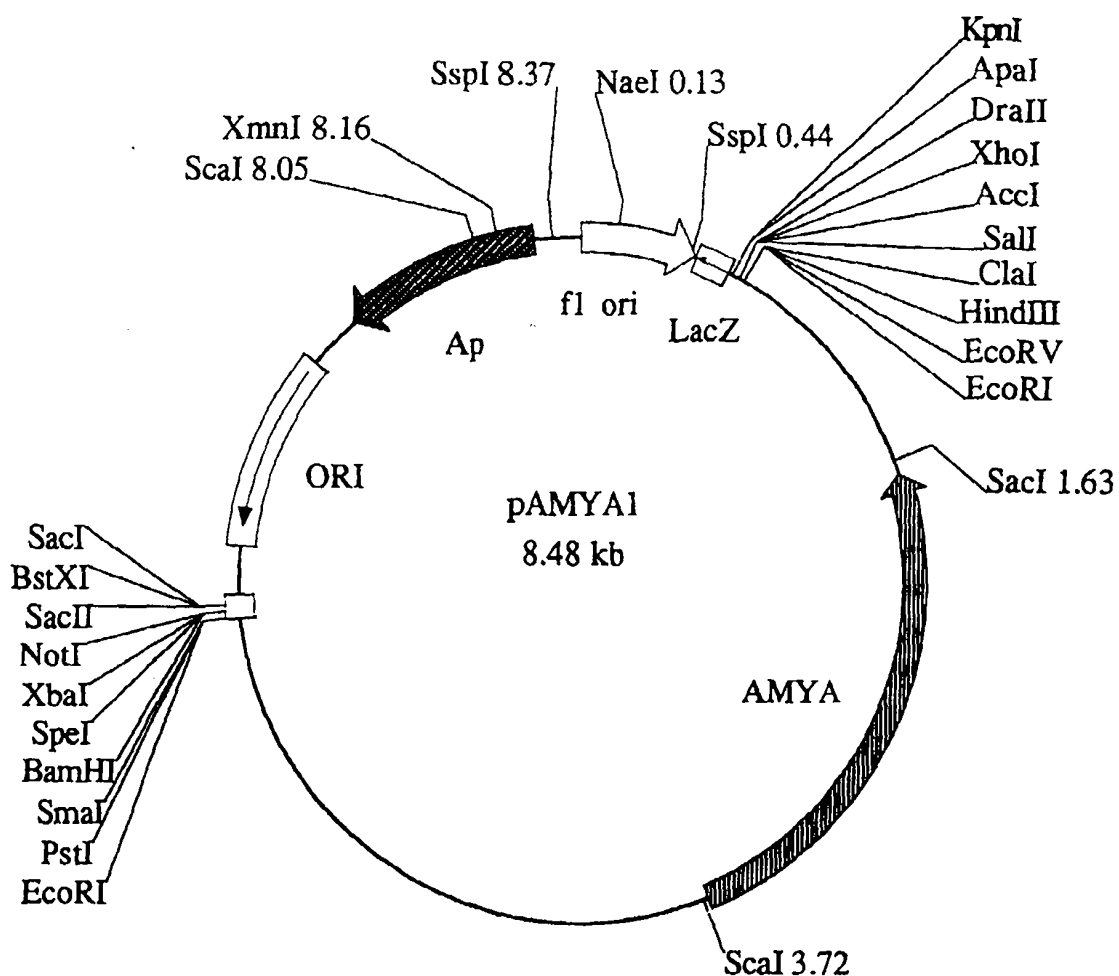 KpnI
ApaI
DraII
XhoI
AccI
SalI
ClaI
HindIII
EcoRV
EcoRI
SspI 8.37
NaeI 0.13
SspI 0.44
XmnI 8.16
ScaI 8.05
f1 ori
LacZ
Ap
ORI
SacI 1.63
pAMYA1
8.48 kb
AMYA
SacI
BstXI
SacII
NotI
XbaI
SpeI
BamHI
SmaI
PstI
EcoRI
ScaI 3.72